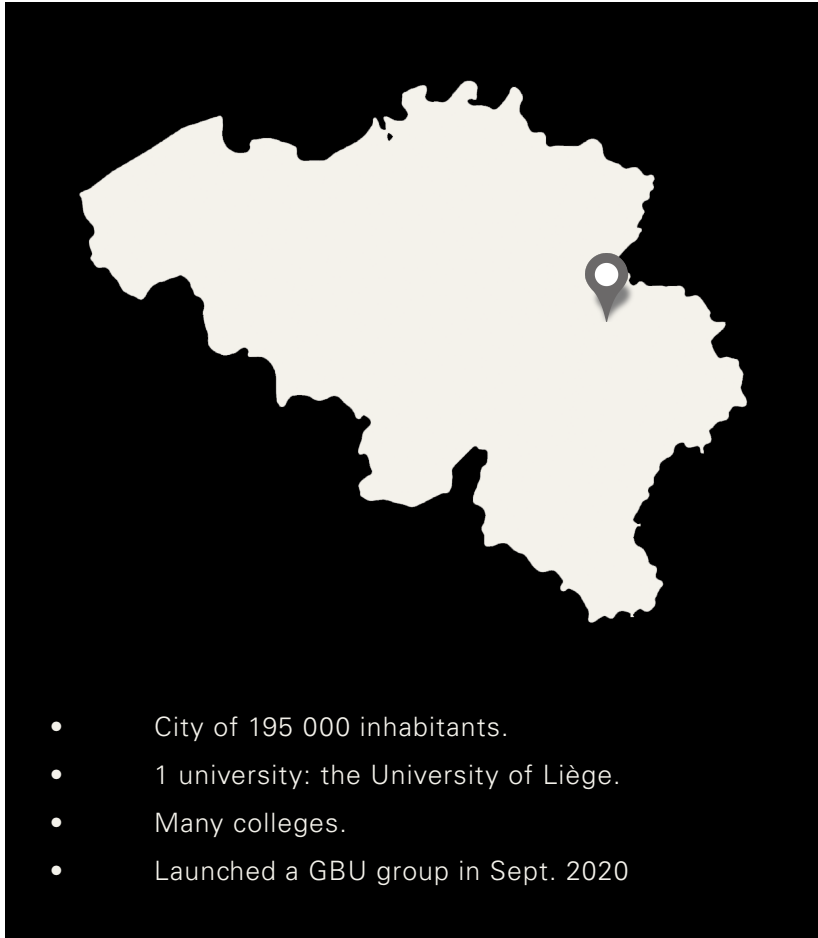 • City of 195 000 inhabitants.
• 1 university: the University of Liège.
• Many colleges.
• Launched a GBU group in Sept. 2020